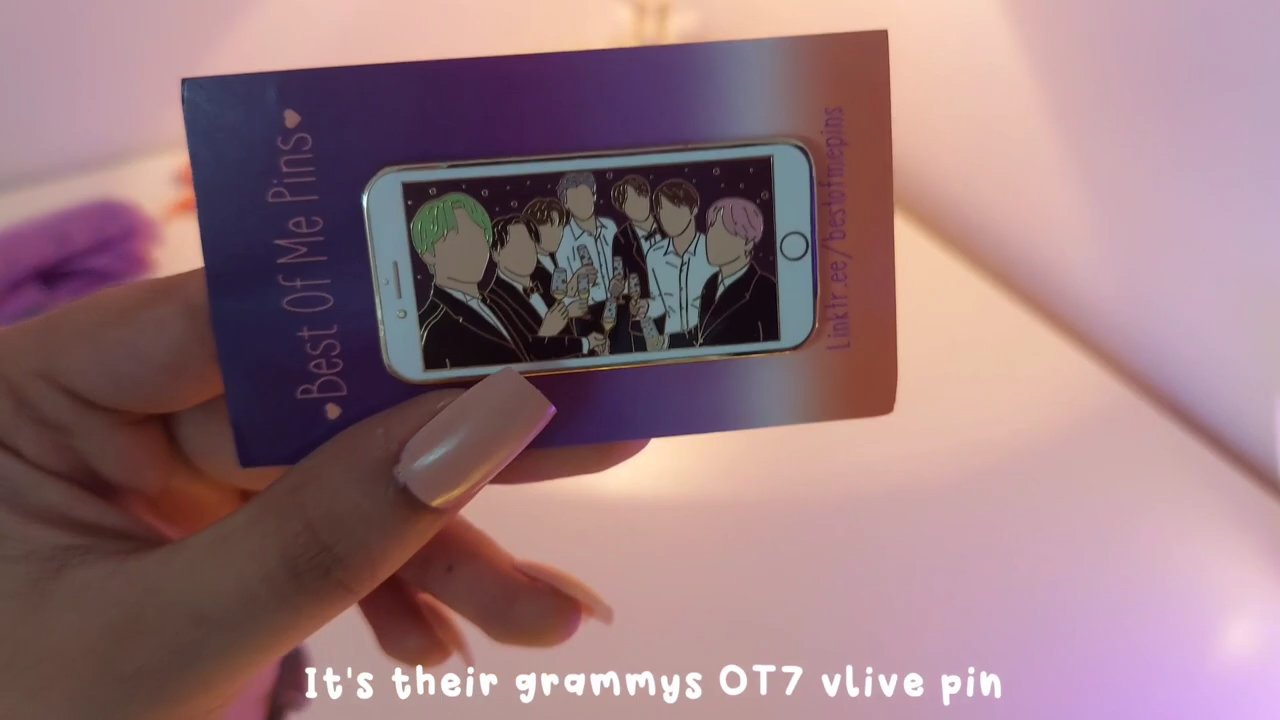 ♥Best Of Me Pins♥
Linktr.ee/bestofmepins
It's their grammys OT7 vlive pin